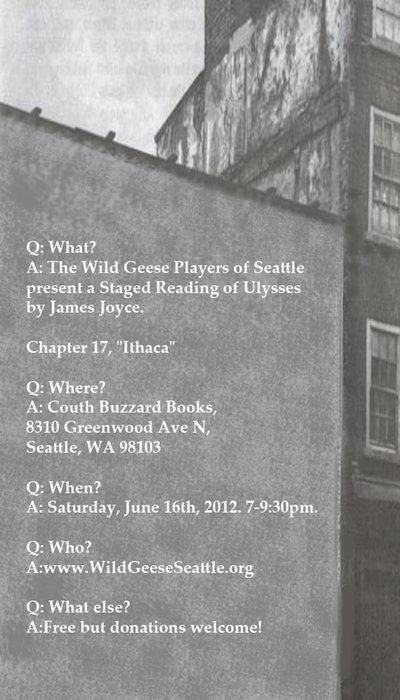 Q: What?
A: The Wild Geese Players of Seattle
present a Staged Reading of Ulysses
by James Joyce.
Chapter 17, "Ithaca"
Q: Where?
A: Couth Buzzard Books,
8310 Greenwood Ave N,
Seattle, WA 98103
Q: When?
A: Saturday, June 16th, 2012. 7-9:30pm.
Q: Who?
A:www.WildGeeseSeattle.org
Q: What else?
A:Free but donations welcome!